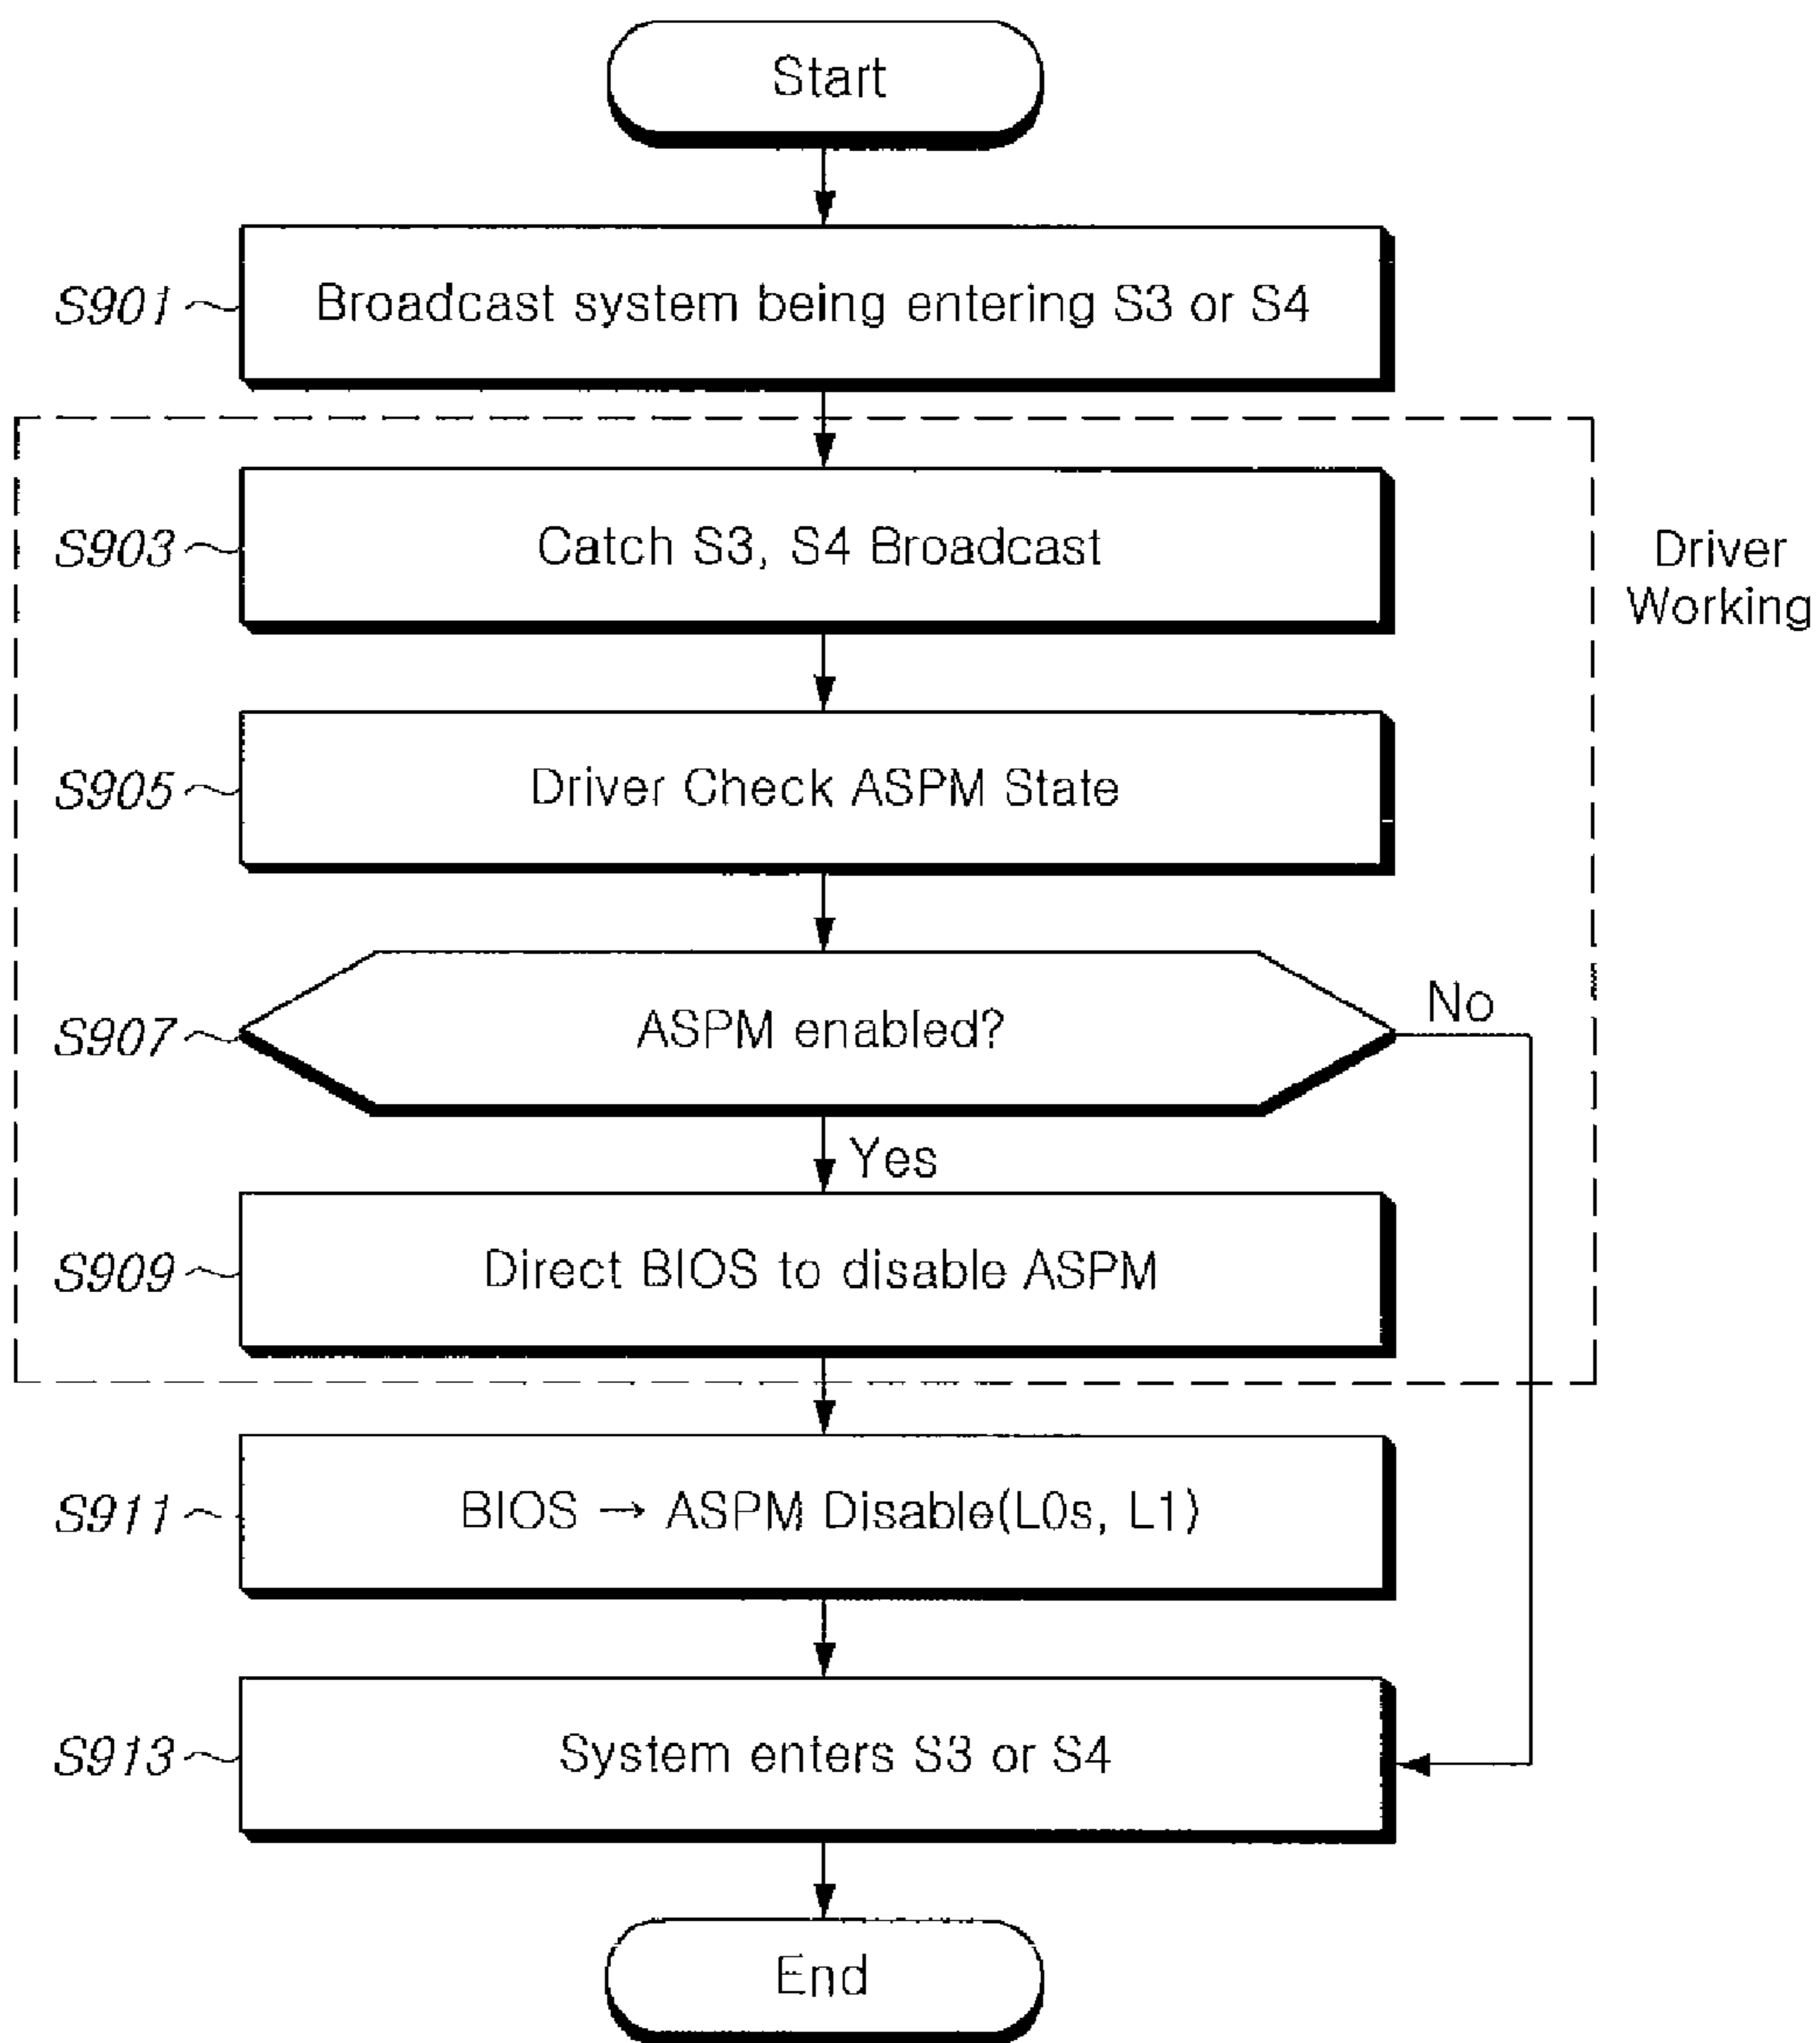 Start
S901
Broadcast system being entering S3 or S4
S903
Catch S3, S4 Broadcast
Driver
Working
S905
Driver Check ASPM State
S907
ASPM enabled?
No
Yes
S909
Direct BIOS to disable ASPM
S911
BIOS → ASPM Disable(L0s, L1)
S913
System enters S3 or S4
End